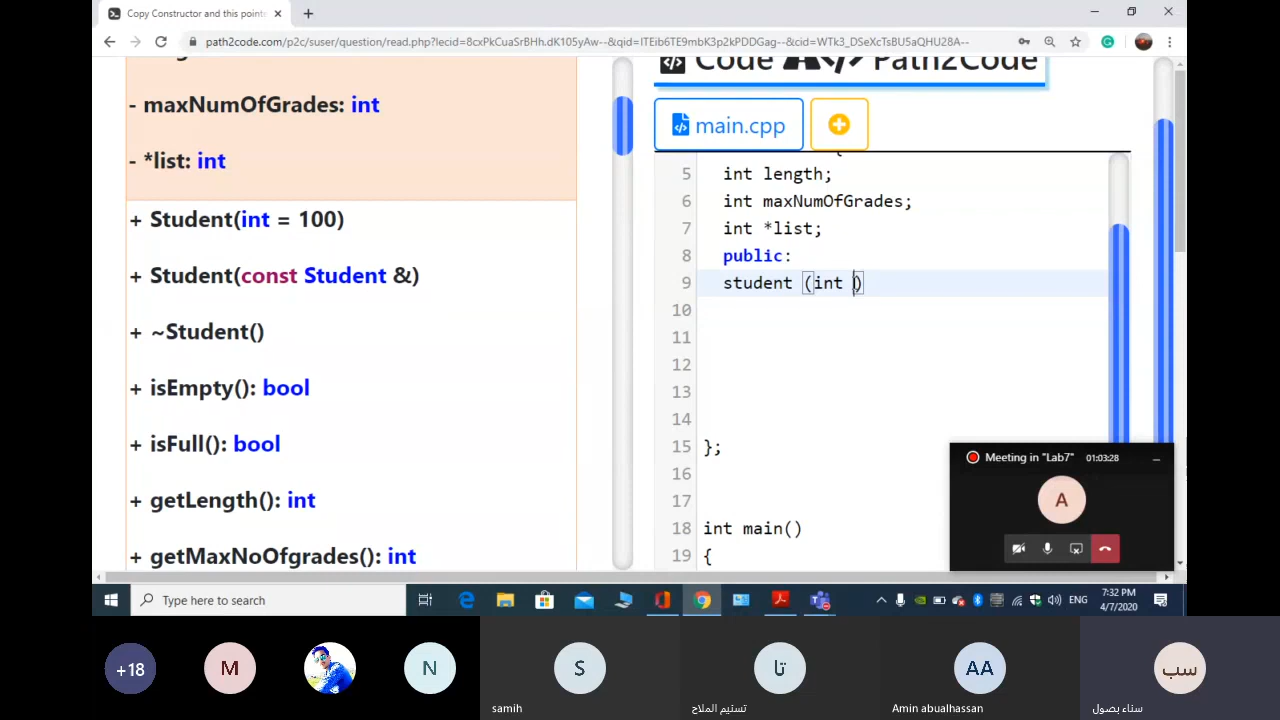 Copy Constructor and this pointe
path2code.com/p2c/suser/question/read.php?lecid=8cxPkCuaSrBHh.dK105yAw--&qid=ITEib6TE9mbK3p2kPDDGag--&cid=WTk3_DSeXcTsBU5aQHU28A--
- maxNumOfGrades: int
- *list: int
+ Student(int = 100)
+ Student(const Student &)
+ ~Student()
+ isEmpty(): bool
+ isFull(): bool
+ getLength(): int
+ getMaxNoOfgrades(): int
Code Path2Code
main.cpp
5 int length;
6 int maxNumOfGrades;
7 int *list;
8 public:
9 student (int )
10
11
12
13
14
15 };
16
17
18 int main()
19 {
Meeting in "Lab7" 01:03:28
A
Type here to search
ENG
7:32 PM
4/7/2020
+18
M
N
S
تا
AA
سب
samih
تسنيم الملاح
Amin abualhassan
سناء بصول